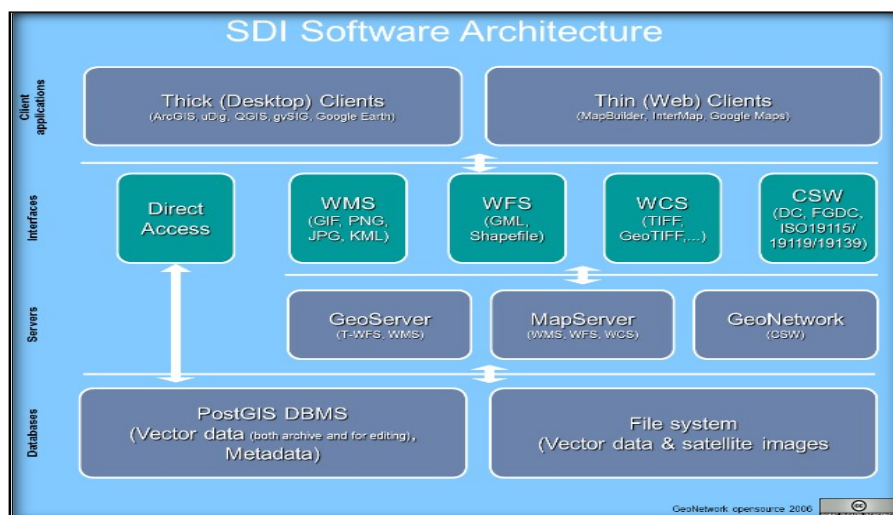 SDI Software Architecture
Client
applications
Thick (Desktop) Clients
(ArcGIS, uDig, QGIS, gvSIG, Google Earth)
Thin (Web) Clients
(MapBuilder, InterMap, Google Maps)
Interfaces
Direct
Access
WMS
(GIF, PNG,
JPG, KML)
WFS
(GML,
Shapefile)
WCS
(TIFF,
GeoTIFF,...)
CSW
(DC, FGDC,
ISO19115/
19119/19139)
Servers
GeoServer
(T-WFS, WMS)
MapServer
(WMS, WFS, WCS)
GeoNetwork
(CSW)
Databases
PostGIS DBMS
(Vector data (both archive and for editing),
Metadata)
File system
(Vector data & satellite images
GeoNetwork opensource 2006
cc